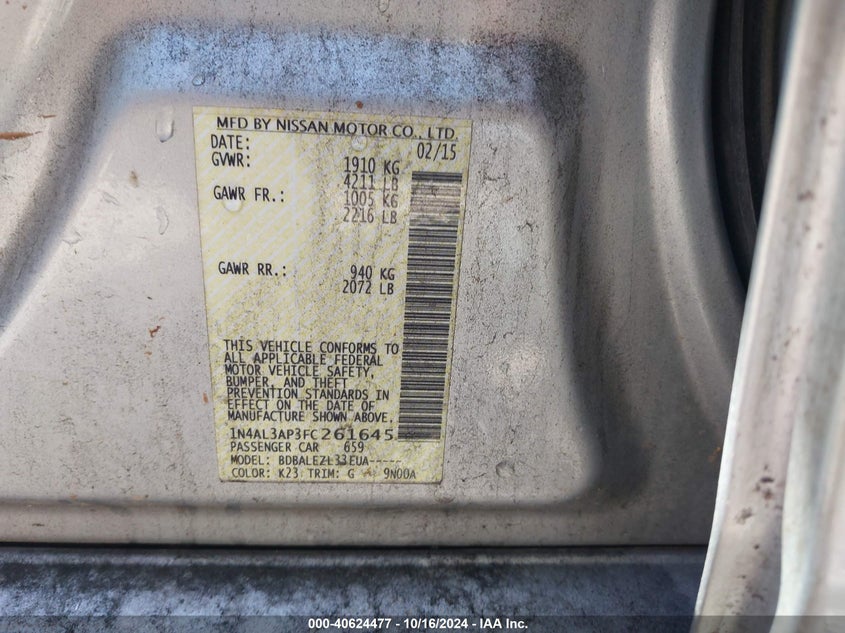 MFD BY NISSAN MOTOR CO., LTD.
DATE: 02/15
GVWR: 1910 KG
4211 LB
GAWR FR.: 1005 KG
2216 LB
GAWR RR.: 940 KG
2072 LB
THIS VEHICLE CONFORMS TO
ALL APPLICABLE FEDERAL
MOTOR VEHICLE SAFETY,
BUMPER, AND THEFT
PREVENTION STANDARDS IN
EFFECT ON THE DATE OF
MANUFACTURE SHOWN ABOVE.
1N4AL3AP3FC261645
PASSENGER CAR 659
MODEL: BDBALEZL33EUA-----
COLOR: K23 TRIM: G 9N00A
000-40624477 - 10/16/2024 - IAA Inc.